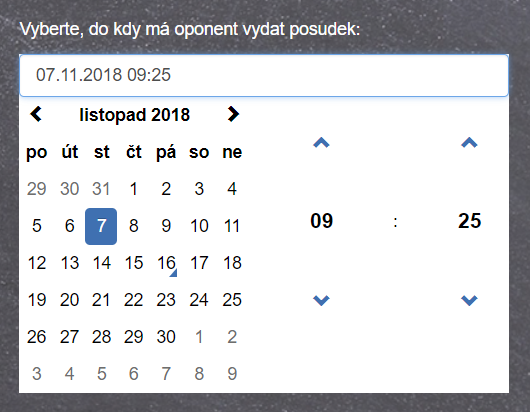 Vyberte, do kdy má oponent vydat posudek:
07.11.2018 09:25
listopad 2018
po út st čt pá so ne
29 30 31 1 2 3 4
5 6 7 8 9 10 11
12 13 14 15 16 17 18
19 20 21 22 23 24 25
26 27 28 29 30 1 2
3 4 5 6 7 8 9
09 : 25